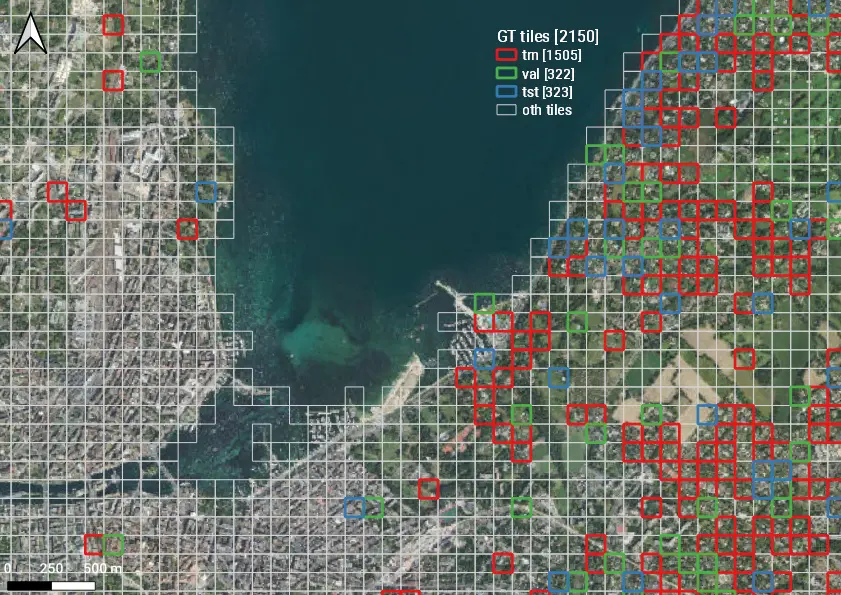 GT tiles [2150]
trn [1505]
val [322]
tst [323]
oth tiles
0 250 500 m